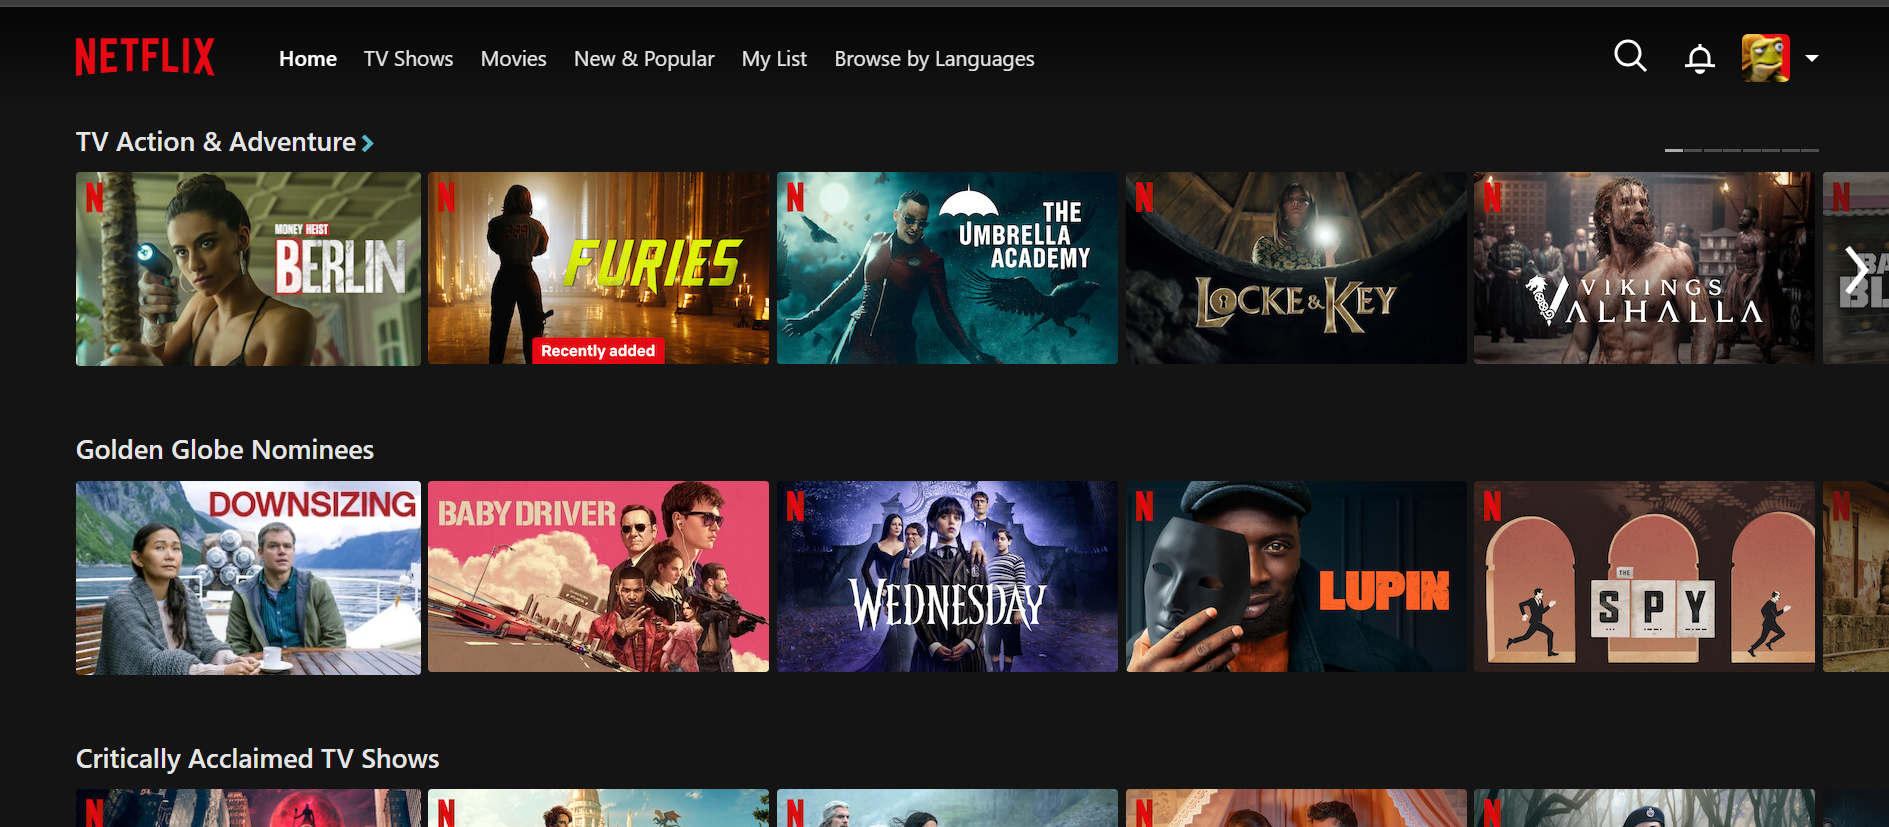 NETFLIX
Home
TV Shows
Movies
New & Popular
My List
Browse by Languages
TV Action & Adventure
N
MONEY HEIST
BERLIN
N
FURIES
Recently added
N
THE
UMBRELLA
ACADEMY
N
LOCKE & KEY
N
VIKINGS
VALHALLA
N
Golden Globe Nominees
DOWNSIZING
BABY DRIVER
N
WEDNESDAY
N
LUPIN
N
THE
SPY
N
Critically Acclaimed TV Shows
N
N
N
N
N